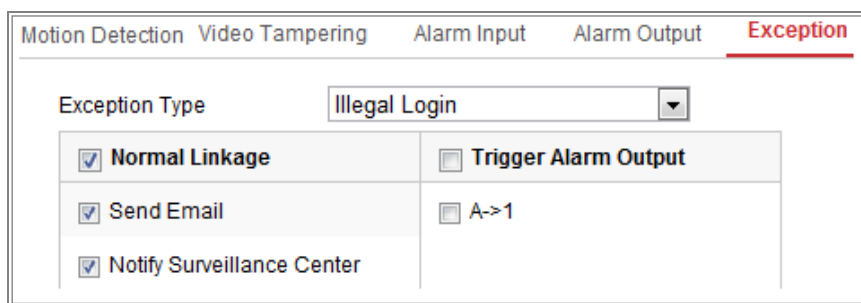 Motion Detection Video Tampering Alarm Input Alarm Output Exception
Exception Type Illegal Login
Normal Linkage Trigger Alarm Output
Send Email A->1
Notify Surveillance Center